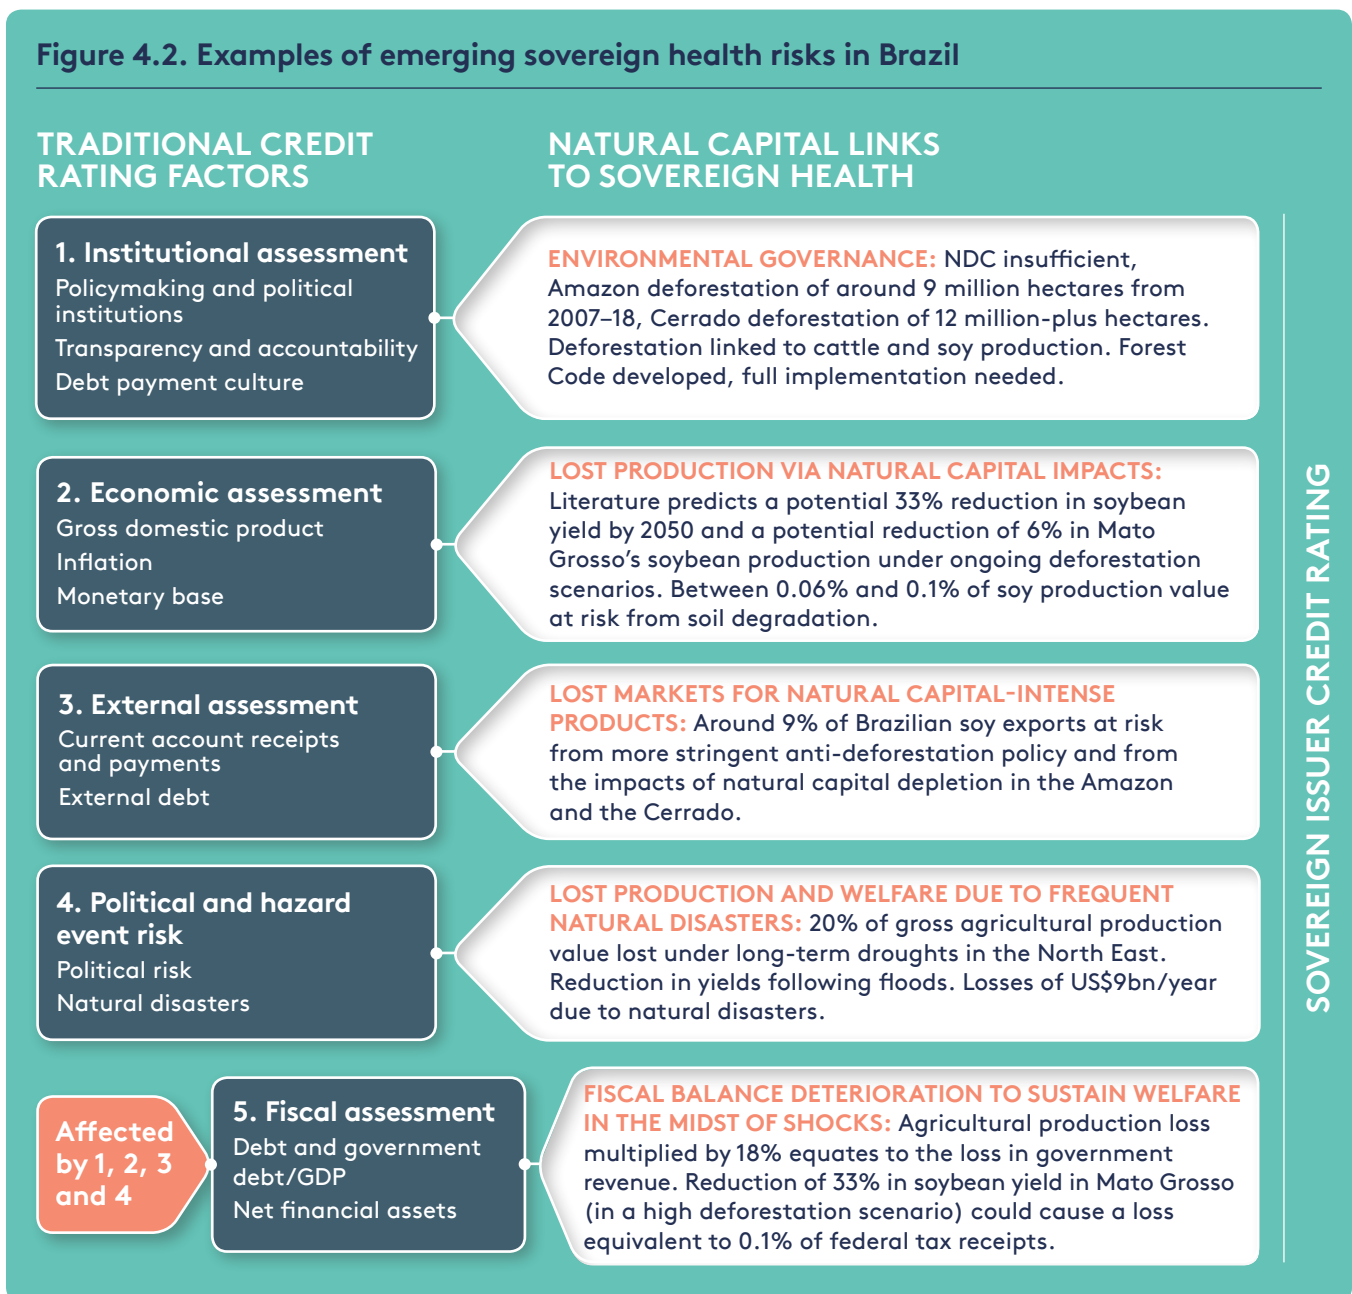 Figure 4.2. Examples of emerging sovereign health risks in Brazil
TRADITIONAL CREDIT
RATING FACTORS
NATURAL CAPITAL LINKS
TO SOVEREIGN HEALTH
1. Institutional assessment
Policymaking and political
institutions
Transparency and accountability
Debt payment culture
ENVIRONMENTAL GOVERNANCE: NDC insufficient,
Amazon deforestation of around 9 million hectares from
2007–18, Cerrado deforestation of 12 million-plus hectares.
Deforestation linked to cattle and soy production. Forest
Code developed, full implementation needed.
2. Economic assessment
Gross domestic product
Inflation
Monetary base
LOST PRODUCTION VIA NATURAL CAPITAL IMPACTS:
Literature predicts a potential 33% reduction in soybean
yield by 2050 and a potential reduction of 6% in Mato
Grosso's soybean production under ongoing deforestation
scenarios. Between 0.06% and 0.1% of soy production value
at risk from soil degradation.
3. External assessment
Current account receipts
and payments
External debt
LOST MARKETS FOR NATURAL CAPITAL-INTENSE
PRODUCTS: Around 9% of Brazilian soy exports at risk
from more stringent anti-deforestation policy and from
the impacts of natural capital depletion in the Amazon
and the Cerrado.
4. Political and hazard
event risk
Political risk
Natural disasters
LOST PRODUCTION AND WELFARE DUE TO FREQUENT
NATURAL DISASTERS: 20% of gross agricultural production
value lost under long-term droughts in the North East.
Reduction in yields following floods. Losses of US$9bn/year
due to natural disasters.
Affected
by 1, 2, 3
and 4
5. Fiscal assessment
Debt and government
debt/GDP
Net financial assets
FISCAL BALANCE DETERIORATION TO SUSTAIN WELFARE
IN THE MIDST OF SHOCKS: Agricultural production loss
multiplied by 18% equates to the loss in government
revenue. Reduction of 33% in soybean yield in Mato Grosso
(in a high deforestation scenario) could cause a loss
equivalent to 0.1% of federal tax receipts.
SOVEREIGN ISSUER CREDIT RATING